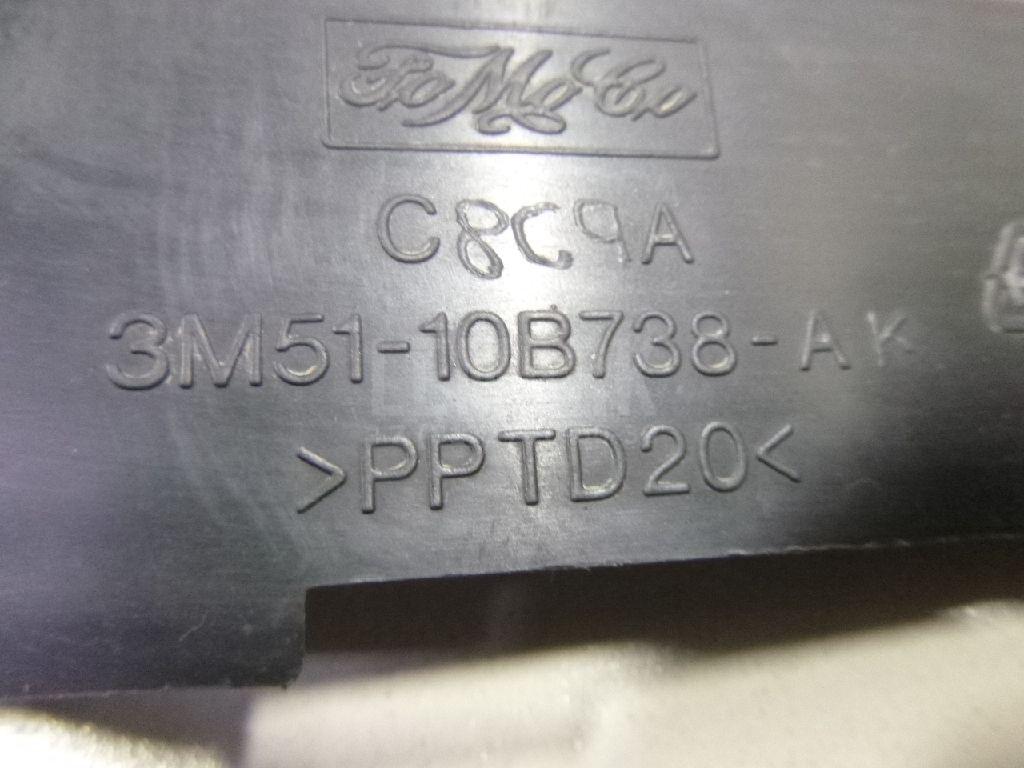 FoMoCo
C8C9A
3M51-10B738-AK
>PPTD20<